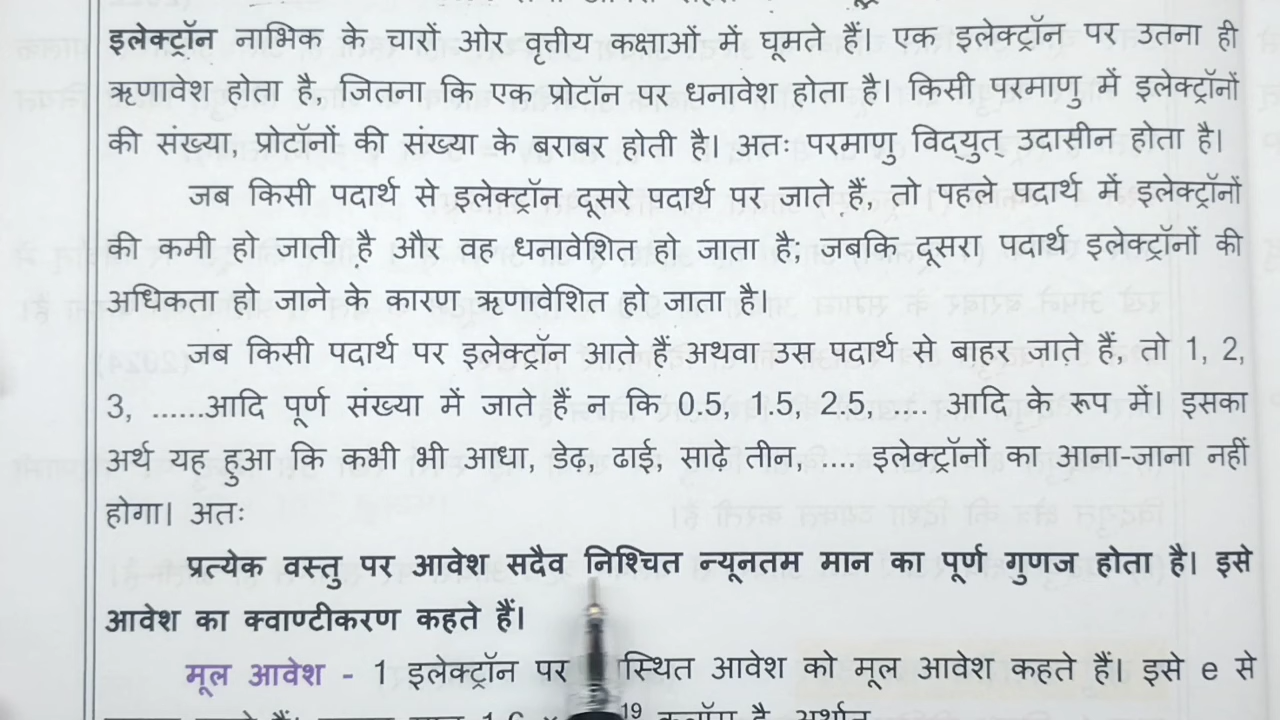 इलेक्ट्रॉन नाभिक के चारों ओर वृत्तीय कक्षाओं में घूमते हैं। एक इलेक्ट्रॉन पर उतना ही
ऋणावेश होता है, जितना कि एक प्रोटॉन पर धनावेश होता है। किसी परमाणु में इलेक्ट्रॉनों
की संख्या, प्रोटॉनों की संख्या के बराबर होती है। अतः परमाणु विद्‌युत् उदासीन होता है।
जब किसी पदार्थ से इलेक्ट्रॉन दूसरे पदार्थ पर जाते हैं, तो पहले पदार्थ में इलेक्ट्रॉनों
की कमी हो जाती है और वह धनावेशित हो जाता है; जबकि दूसरा पदार्थ इलेक्ट्रॉनों की
अधिकता हो जाने के कारण ऋणावेशित हो जाता है।
जब किसी पदार्थ पर इलेक्ट्रॉन आते हैं अथवा उस पदार्थ से बाहर जाते हैं, तो 1, 2,
3, ......आदि पूर्ण संख्या में जाते हैं न कि 0.5, 1.5, 2.5, .... आदि के रूप में। इसका
अर्थ यह हुआ कि कभी भी आधा, डेढ़, ढाई, साढ़े तीन, .... इलेक्ट्रॉनों का आना-जाना नहीं
होगा। अतः
प्रत्येक वस्तु पर आवेश सदैव निश्चित न्यूनतम मान का पूर्ण गुणज होता है। इसे
आवेश का क्वाण्टीकरण कहते हैं।
मूल आवेश - 1 इलेक्ट्रॉन पर स्थित आवेश को मूल आवेश कहते हैं। इसे e से
19